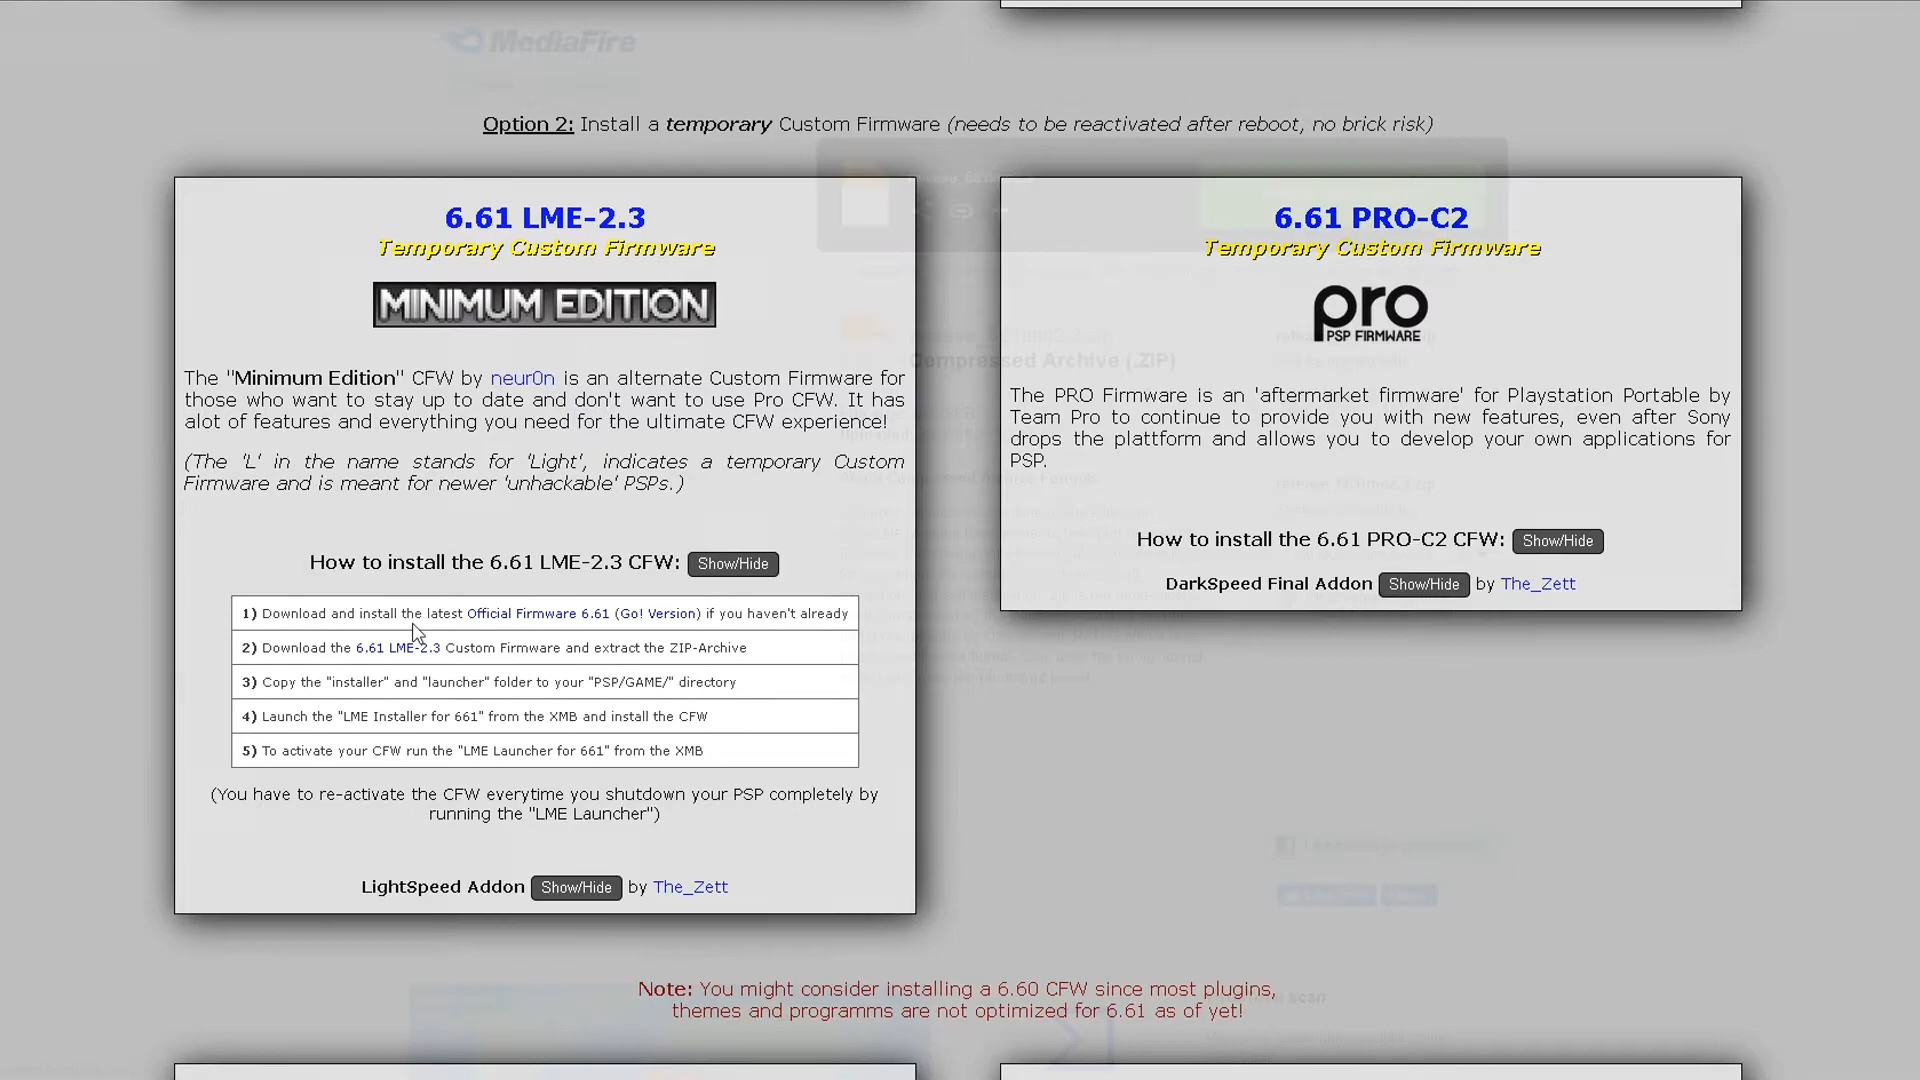 MediaFire
Option 2: Install a temporary Custom Firmware (needs to be reactivated after reboot, no brick risk)
6.61 LME-2.3
Temporary Custom Firmware
MINIMUM EDITION
The "Minimum Edition" CFW by neur0n is an alternate Custom Firmware for
those who want to stay up to date and don't want to use Pro CFW. It has
alot of features and everything you need for the ultimate CFW experience!
(The 'L' in the name stands for 'Light', indicates a temporary Custom
Firmware and is meant for newer 'unhackable' PSPs.)
How to install the 6.61 LME-2.3 CFW: Show/Hide
1) Download and install the latest Official Firmware 6.61 (Go! Version) if you haven't already
2) Download the 6.61 LME-2.3 Custom Firmware and extract the ZIP-Archive
3) Copy the "installer" and "launcher" folder to your "PSP/GAME/" directory
4) Launch the "LME Installer for 661" from the XMB and install the CFW
5) To activate your CFW run the "LME Launcher for 661" from the XMB
(You have to re-activate the CFW everytime you shutdown your PSP completely by
running the "LME Launcher")
LightSpeed Addon Show/Hide by The_Zett
6.61 PRO-C2
Temporary Custom Firmware
pro
PSP FIRMWARE
Compressed Archive (.ZIP)
The PRO Firmware is an 'aftermarket firmware' for Playstation Portable by
Team Pro to continue to provide you with new features, even after Sony
drops the plattform and allows you to develop your own applications for
PSP.
How to install the 6.61 PRO-C2 CFW: Show/Hide
DarkSpeed Final Addon Show/Hide by The_Zett
Note: You might consider installing a 6.60 CFW since most plugins,
themes and programms are not optimized for 6.61 as of yet!